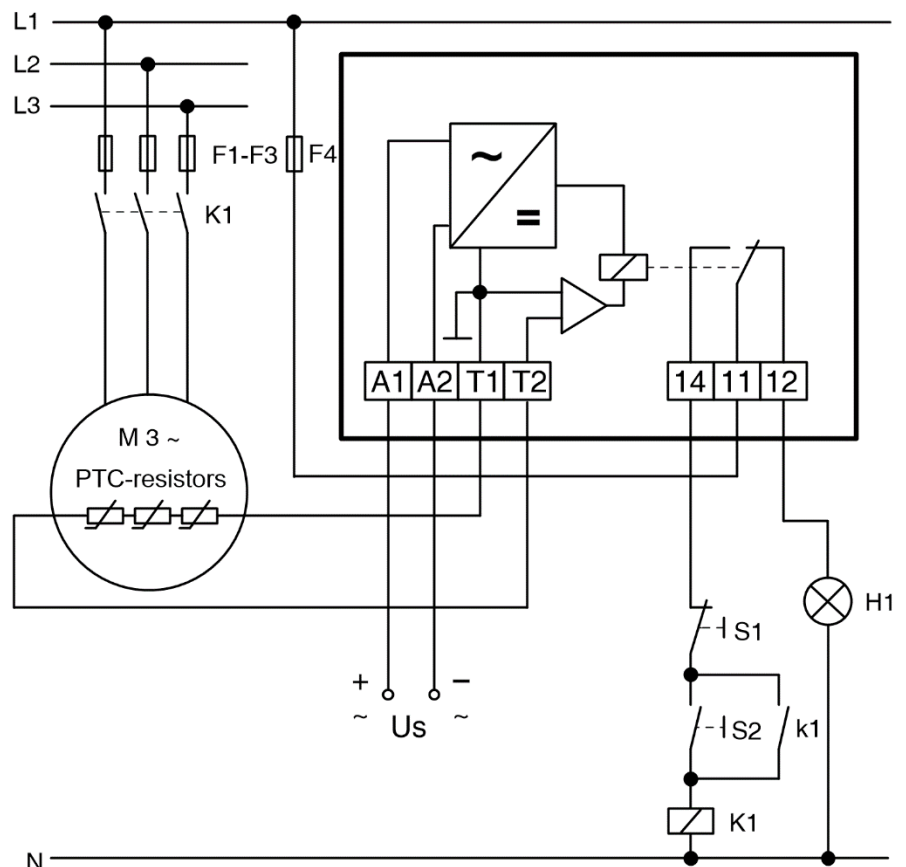 L1
L2
L3
F1-F3
F4
K1
~
=
A1 A2 T1 T2
14 11 12
M 3 ~
PTC-resistors
H1
S1
+ −
~ Us ~
S2 k1
K1
N